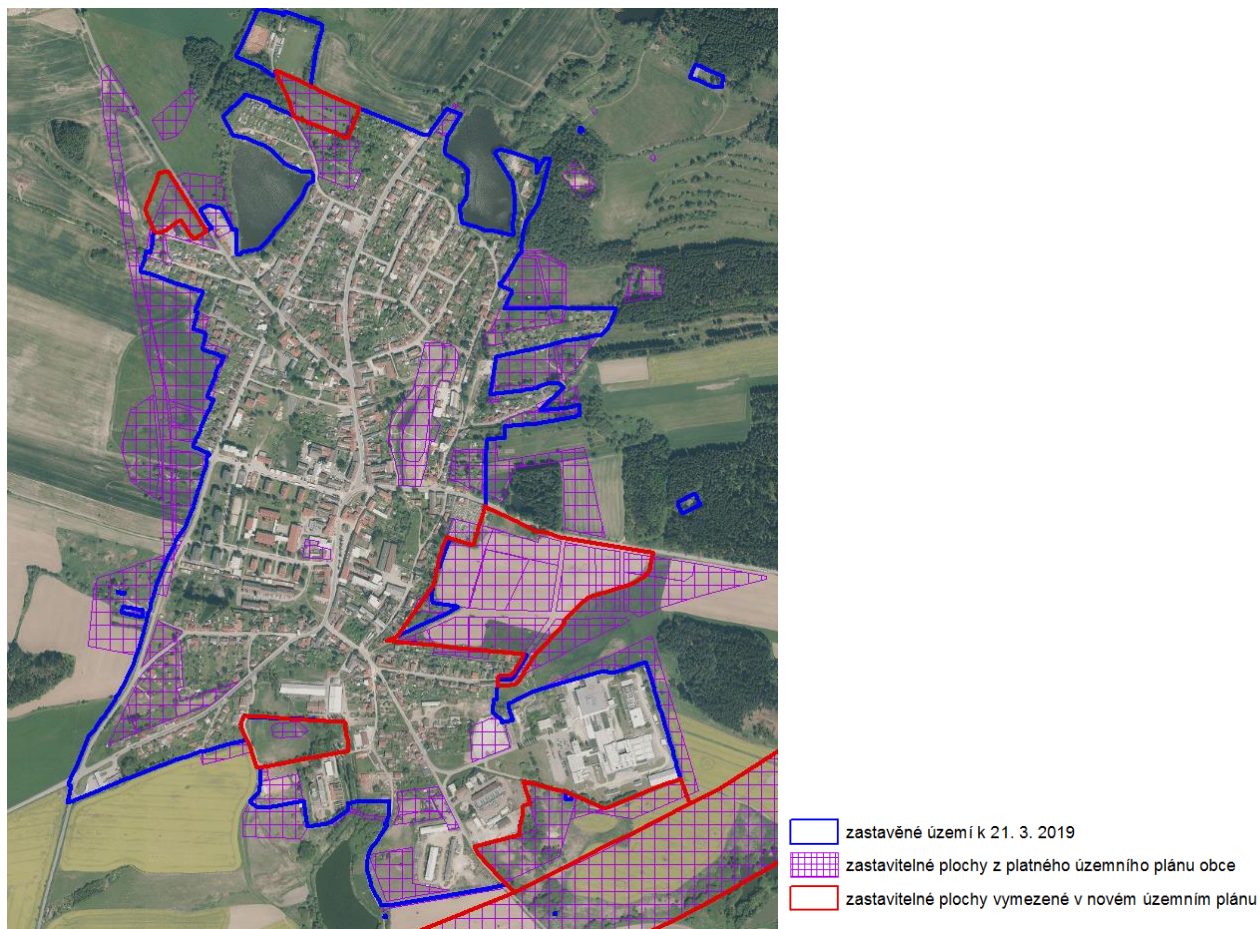 zastavěné území k 21. 3. 2019
zastavitelné plochy z platného územního plánu obce
zastavitelné plochy vymezené v novém územním plánu